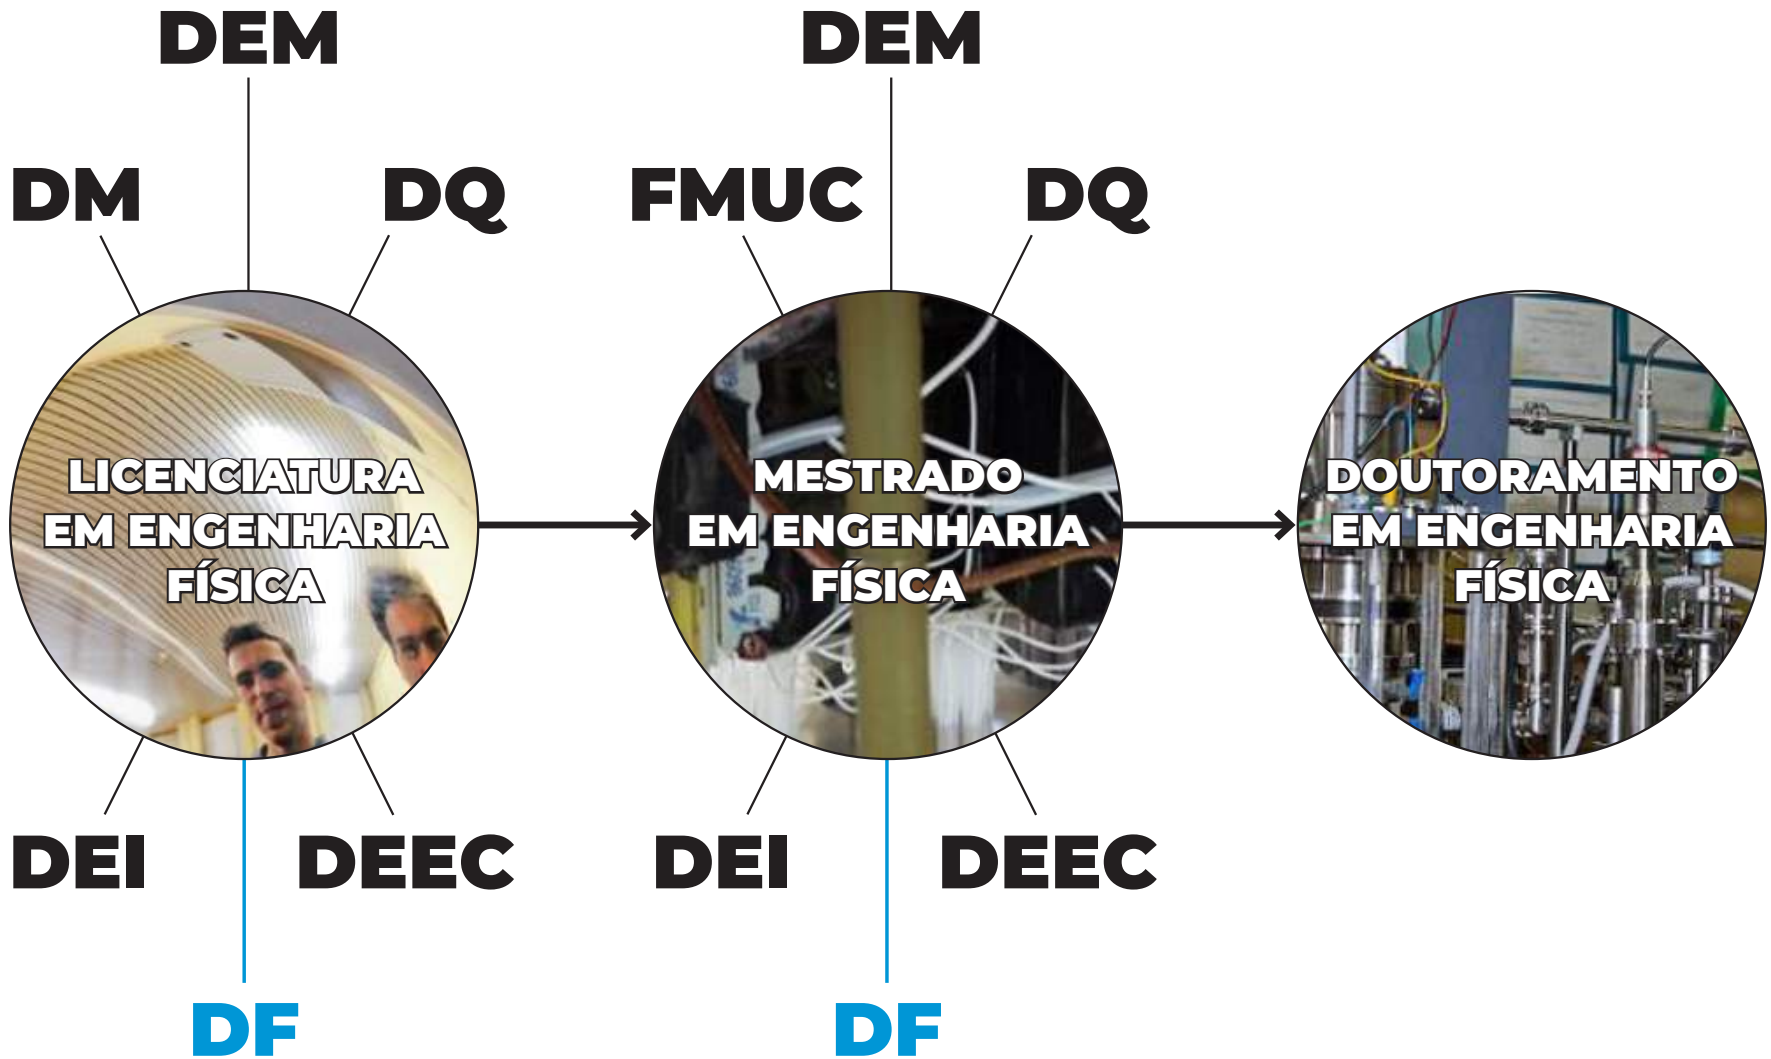 DEM
DM
DQ
LICENCIATURA
EM ENGENHARIA
FÍSICA
DEI
DEEC
DF
DEM
FMUC
DQ
MESTRADO
EM ENGENHARIA
FÍSICA
DEI
DEEC
DF
DOUTORAMENTO
EM ENGENHARIA
FÍSICA